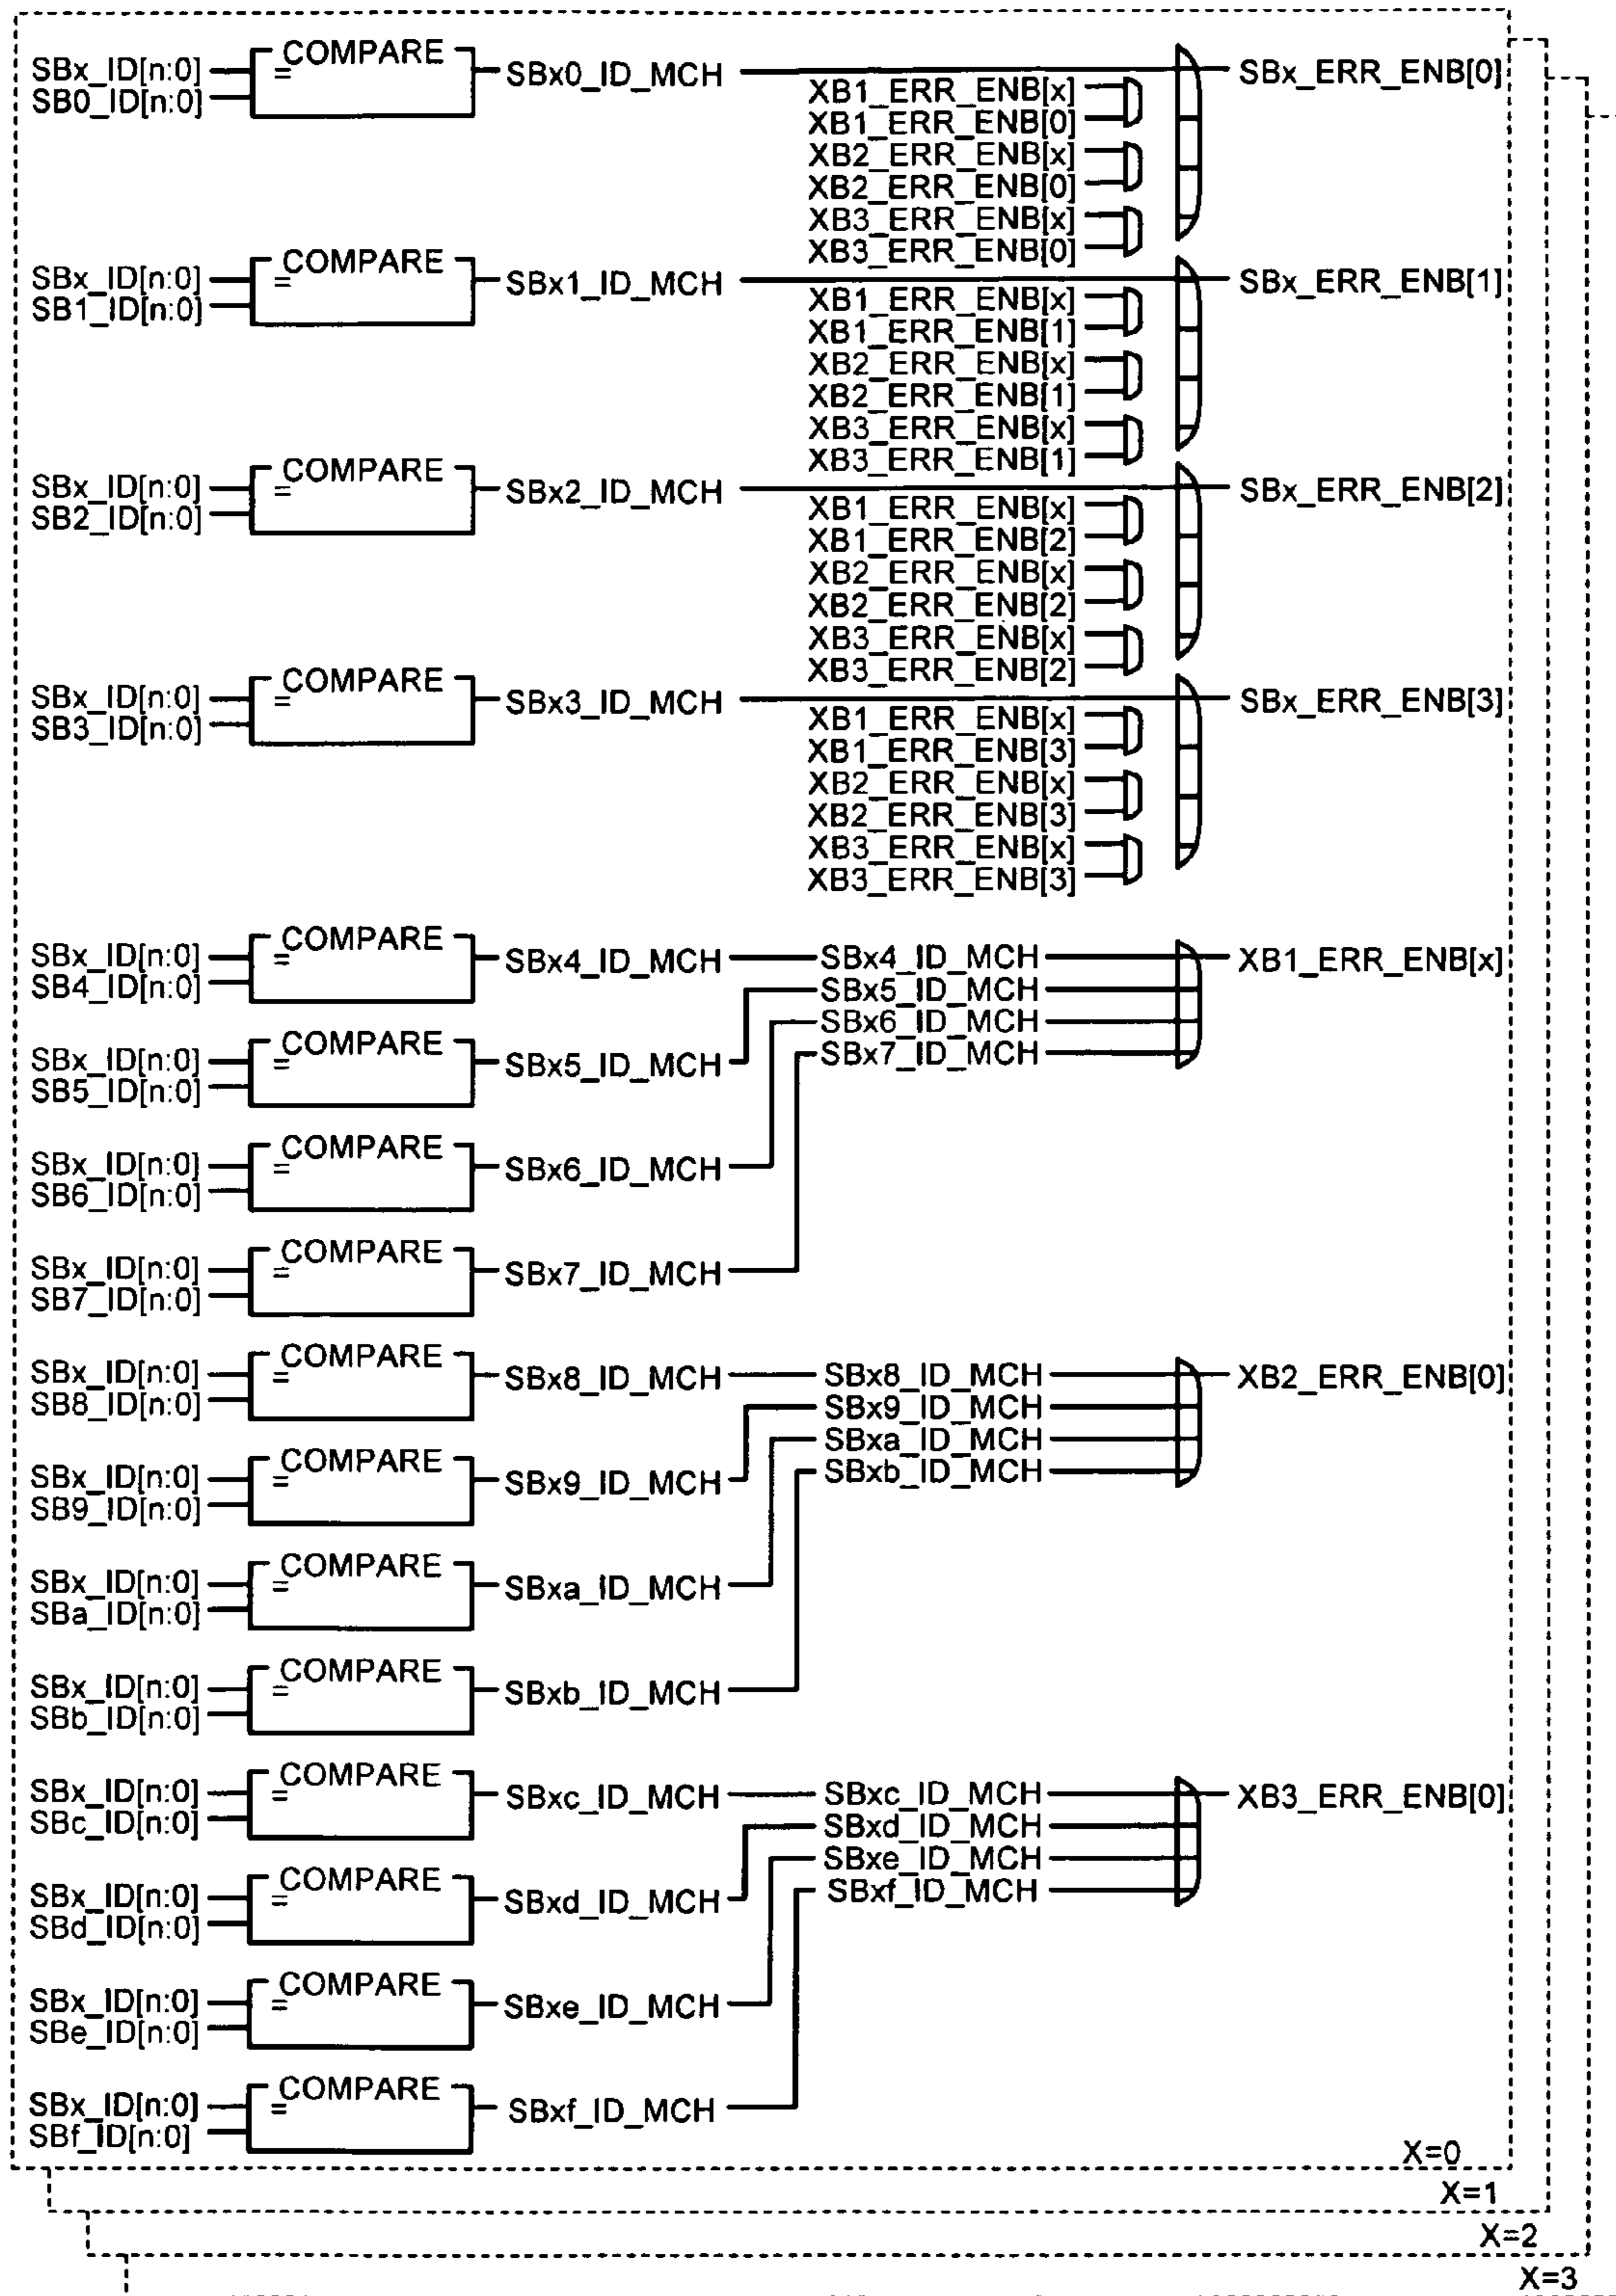 COMPARE
SBx_ID[n:0] = SBx0_ID_MCH SBx_ERR_ENB[0]
SB0_ID[n:0]
XB1_ERR_ENB[x]
XB1_ERR_ENB[0]
XB2_ERR_ENB[x]
XB2_ERR_ENB[0]
XB3_ERR_ENB[x]
XB3_ERR_ENB[0]
COMPARE
SBx_ID[n:0] = SBx1_ID_MCH SBx_ERR_ENB[1]
SB1_ID[n:0]
XB1_ERR_ENB[x]
XB1_ERR_ENB[1]
XB2_ERR_ENB[x]
XB2_ERR_ENB[1]
XB3_ERR_ENB[x]
XB3_ERR_ENB[1]
COMPARE
SBx_ID[n:0] = SBx2_ID_MCH SBx_ERR_ENB[2]
SB2_ID[n:0]
XB1_ERR_ENB[x]
XB1_ERR_ENB[2]
XB2_ERR_ENB[x]
XB2_ERR_ENB[2]
XB3_ERR_ENB[x]
XB3_ERR_ENB[2]
COMPARE
SBx_ID[n:0] = SBx3_ID_MCH SBx_ERR_ENB[3]
SB3_ID[n:0]
XB1_ERR_ENB[x]
XB1_ERR_ENB[3]
XB2_ERR_ENB[x]
XB2_ERR_ENB[3]
XB3_ERR_ENB[x]
XB3_ERR_ENB[3]
COMPARE
SBx_ID[n:0] = SBx4_ID_MCH SBx4_ID_MCH XB1_ERR_ENB[x]
SB4_ID[n:0] SBx5_ID_MCH
SBx6_ID_MCH
SBx7_ID_MCH
COMPARE
SBx_ID[n:0] = SBx5_ID_MCH
SB5_ID[n:0]
COMPARE
SBx_ID[n:0] = SBx6_ID_MCH
SB6_ID[n:0]
COMPARE
SBx_ID[n:0] = SBx7_ID_MCH
SB7_ID[n:0]
COMPARE
SBx_ID[n:0] = SBx8_ID_MCH SBx8_ID_MCH XB2_ERR_ENB[0]
SB8_ID[n:0] SBx9_ID_MCH
SBxa_ID_MCH
SBxb_ID_MCH
COMPARE
SBx_ID[n:0] = SBx9_ID_MCH
SB9_ID[n:0]
COMPARE
SBx_ID[n:0] = SBxa_ID_MCH
SBa_ID[n:0]
COMPARE
SBx_ID[n:0] = SBxb_ID_MCH
SBb_ID[n:0]
COMPARE
SBx_ID[n:0] = SBxc_ID_MCH SBxc_ID_MCH XB3_ERR_ENB[0]
SBc_ID[n:0] SBxd_ID_MCH
SBxe_ID_MCH
SBxf_ID_MCH
COMPARE
SBx_ID[n:0] = SBxd_ID_MCH
SBd_ID[n:0]
COMPARE
SBx_ID[n:0] = SBxe_ID_MCH
SBe_ID[n:0]
COMPARE
SBx_ID[n:0] = SBxf_ID_MCH
SBf_ID[n:0]
X=0
X=1
X=2
X=3